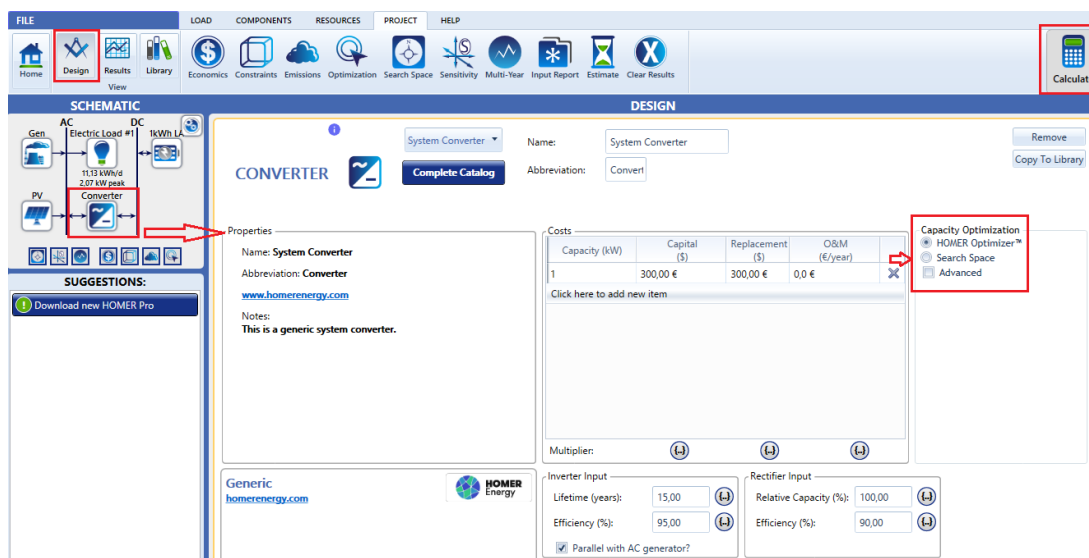 FILE
LOAD COMPONENTS RESOURCES PROJECT HELP
Home Design Results Library Economics Constraints Emissions Optimization Search Space Sensitivity Multi-Year Input Report Estimate Clear Results
View
Calculat
SCHEMATIC
DESIGN
AC DC
Gen Electric Load #1 1kWh LA
11,13 kWh/d
2,07 kW peak
PV Converter
SUGGESTIONS:
Download new HOMER Pro
CONVERTER
System Converter
Complete Catalog
Name: System Converter
Abbreviation: Convert
Remove
Copy To Library
Properties
Name: System Converter
Abbreviation: Converter
www.homerenergy.com
Notes:
This is a generic system converter.
Costs
Capacity (kW) Capital ($) Replacement ($) O&M (€/year)
1 300,00 € 300,00 € 0,0 €
Click here to add new item
Multiplier: {..} {..} {..}
Capacity Optimization
HOMER Optimizer™
Search Space
Advanced
Generic
homerenergy.com
HOMER
Energy
Inverter Input
Lifetime (years): 15,00 {..}
Efficiency (%): 95,00 {..}
Parallel with AC generator?
Rectifier Input
Relative Capacity (%): 100,00 {..}
Efficiency (%): 90,00 {..}